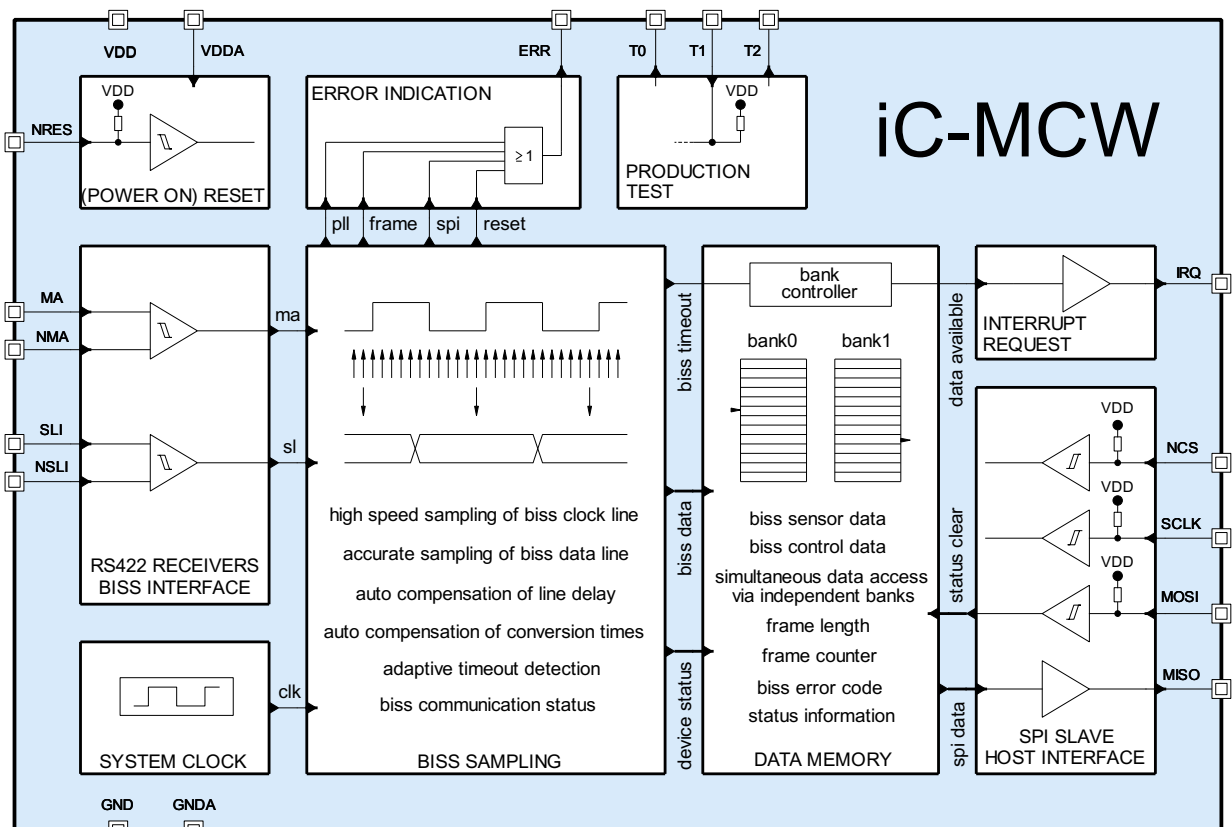 VDD
VDDA
ERR
T0
T1
T2
iC-MCW
NRES
VDD
(POWER ON) RESET
ERROR INDICATION
≥ 1
VDD
PRODUCTION
TEST
pll
frame
spi
reset
MA
NMA
SLI
NSLI
RS422 RECEIVERS
BISS INTERFACE
ma
sl
high speed sampling of biss clock line
accurate sampling of biss data line
auto compensation of line delay
auto compensation of conversion times
adaptive timeout detection
biss communication status
BISS SAMPLING
SYSTEM CLOCK
clk
biss timeout
biss data
device status
bank
controller
bank0
bank1
biss sensor data
biss control data
simultaneous data access
via independent banks
frame length
frame counter
biss error code
status information
DATA MEMORY
data available
status clear
spi data
INTERRUPT
REQUEST
IRQ
VDD
NCS
VDD
SCLK
VDD
MOSI
MISO
SPI SLAVE
HOST INTERFACE
GND
GNDA